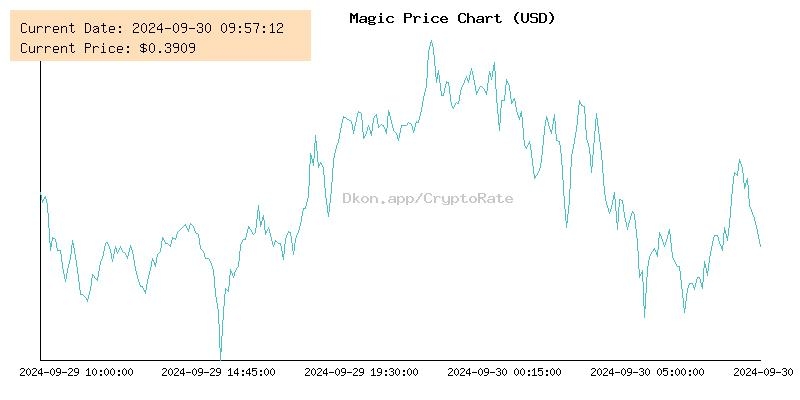 Magic Price Chart (USD)
Current Date: 2024-09-30 09:57:12
Current Price: $0.3909
Dkon.app/CryptoRate
2024-09-29 10:00:00 2024-09-29 14:45:00 2024-09-29 19:30:00 2024-09-30 00:15:00 2024-09-30 05:00:00 2024-09-30